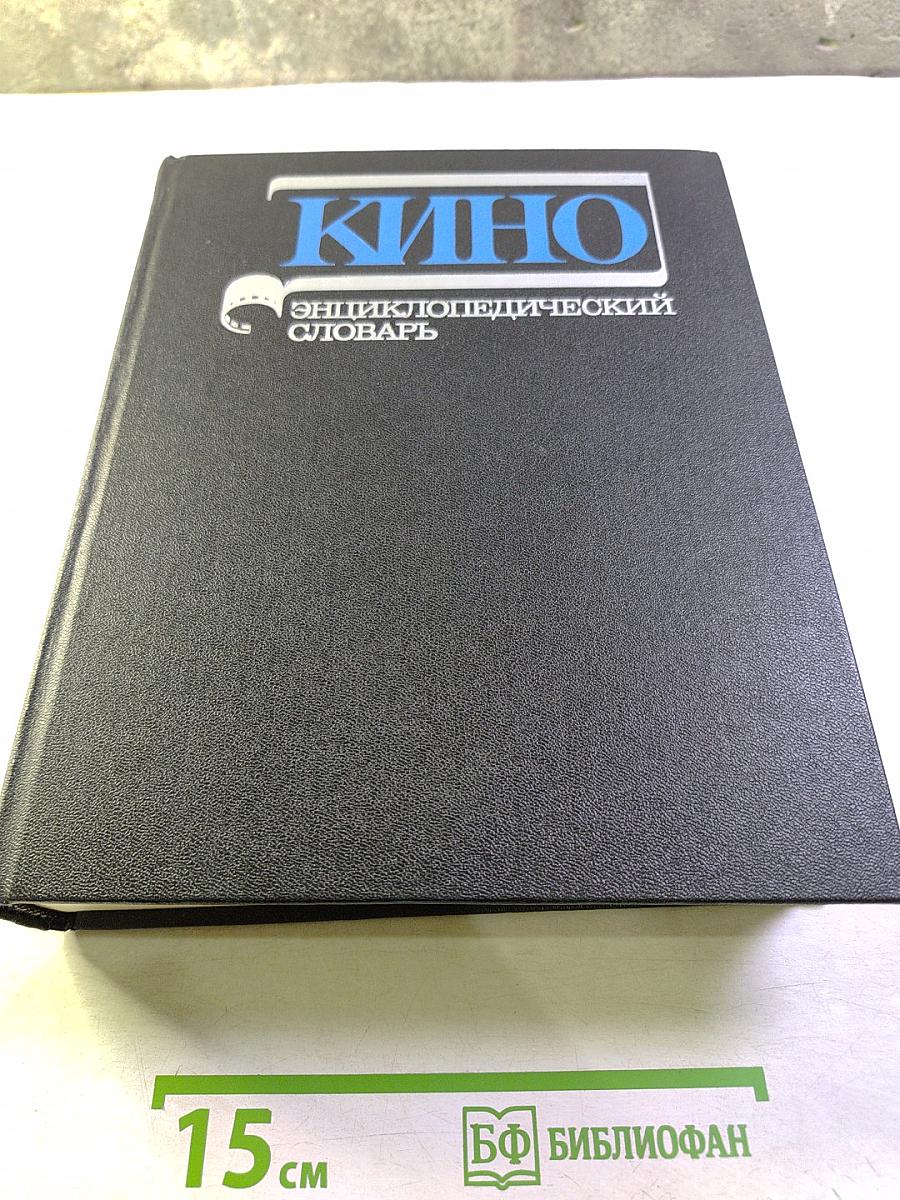 КИНО
ЭНЦИКЛОПЕДИЧЕСКИЙ
СЛОВАРЬ
15 см
БФ БИБЛИОФАН